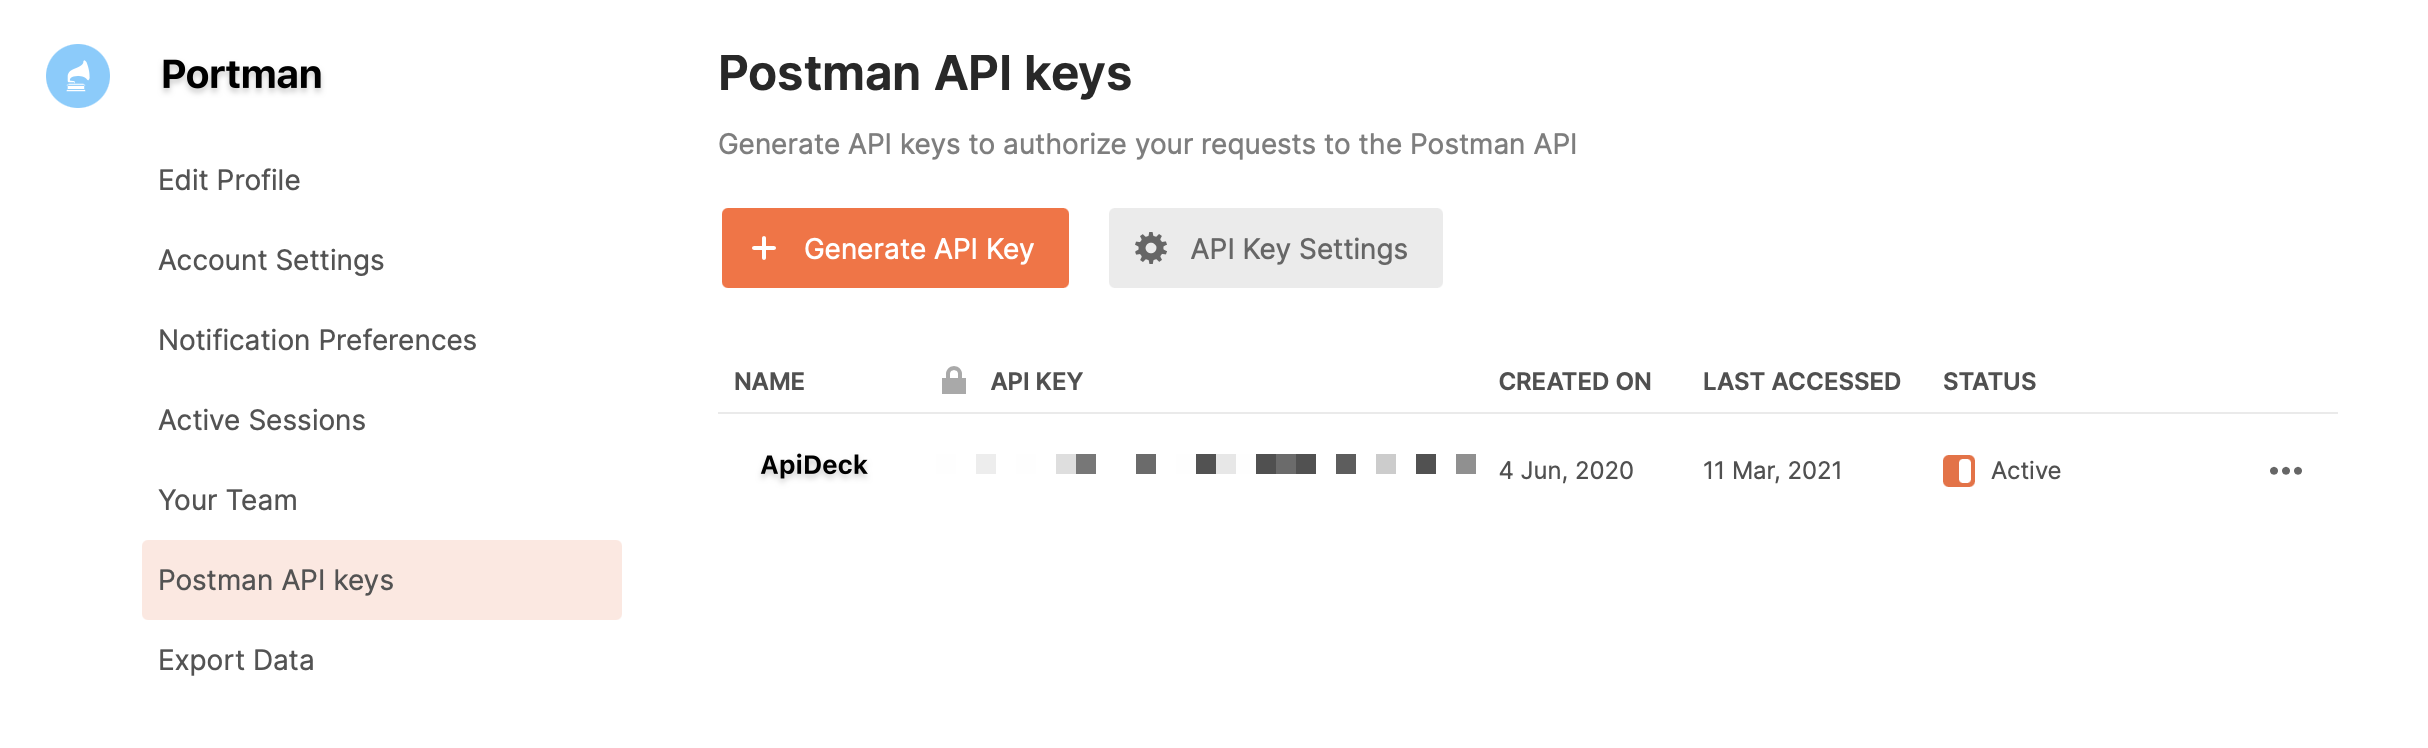 Portman
Edit Profile
Account Settings
Notification Preferences
Active Sessions
Your Team
Postman API keys
Export Data
Postman API keys
Generate API keys to authorize your requests to the Postman API
Generate API Key
API Key Settings
NAME API KEY CREATED ON LAST ACCESSED STATUS
ApiDeck 4 Jun, 2020 11 Mar, 2021 Active